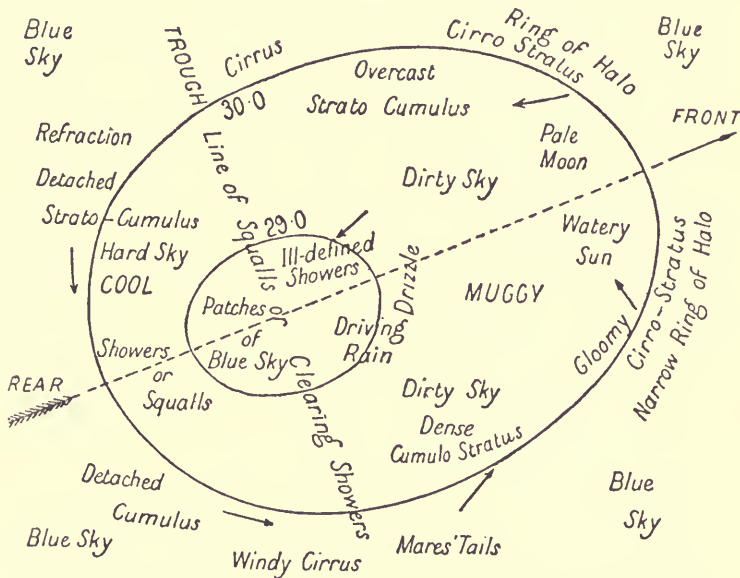 Blue
Sky
TROUGH
Cirrus
30.0
Overcast
Strato Cumulus
Ring of Halo
Cirro Stratus
Blue
Sky
FRONT
Refraction
Detached
Strato-Cumulus
Hard Sky
COOL
Line of Squalls or Clearing Showers
29.0
Ill-defined
Showers
Dirty Sky
Pale
Moon
Watery
Sun
MUGGY
Drizzle
Driving
Rain
Patches
of
Blue Sky
Showers
or
Squalls
REAR
Gloomy
Cirro-Stratus
Narrow Ring of Halo
Dirty Sky
Dense
Cumulo Stratus
Detached
Cumulus
Blue Sky
Windy Cirrus
Mares' Tails
Blue
Sky